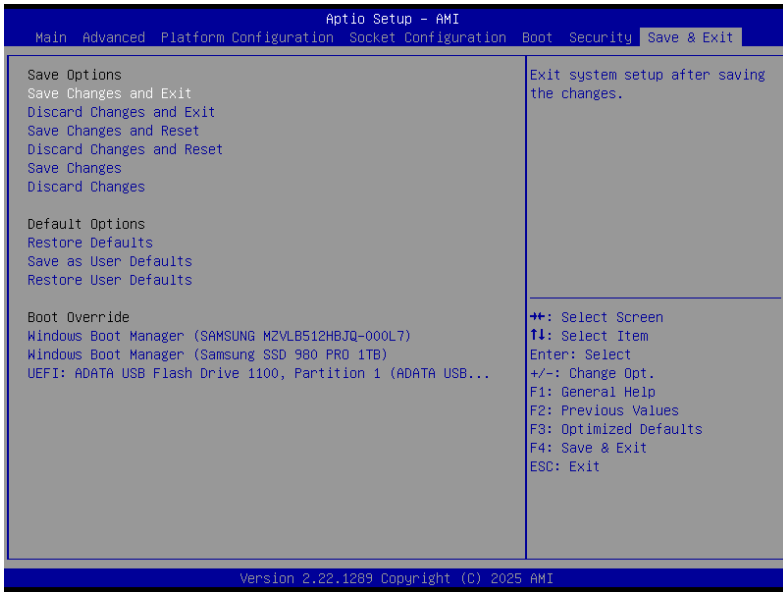 Aptio Setup - AMI
Main Advanced Platform Configuration Socket Configuration Boot Security Save & Exit
Save Options
Save Changes and Exit
Discard Changes and Exit
Save Changes and Reset
Discard Changes and Reset
Save Changes
Discard Changes
Default Options
Restore Defaults
Save as User Defaults
Restore User Defaults
Boot Override
Windows Boot Manager (SAMSUNG MZVLB512HBJQ-000L7)
Windows Boot Manager (Samsung SSD 980 PRO 1TB)
UEFI: ADATA USB Flash Drive 1100, Partition 1 (ADATA USB...
Exit system setup after saving
the changes.
→←: Select Screen
↑↓: Select Item
Enter: Select
+/-: Change Opt.
F1: General Help
F2: Previous Values
F3: Optimized Defaults
F4: Save & Exit
ESC: Exit
Version 2.22.1289 Copyright (C) 2025 AMI